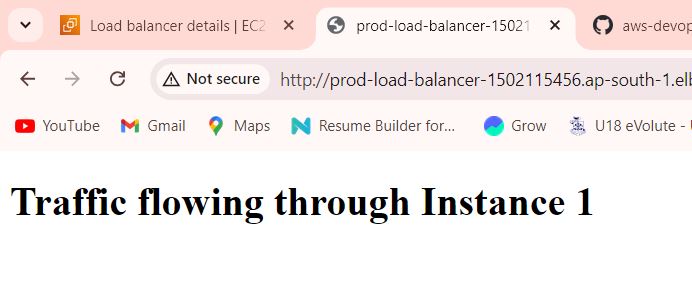 Load balancer details | EC2
prod-load-balancer-15021
aws-devop
Not secure
http://prod-load-balancer-1502115456.ap-south-1.elb
YouTube
Gmail
Maps
Resume Builder for...
Grow
U18 eVolute -
Traffic flowing through Instance 1